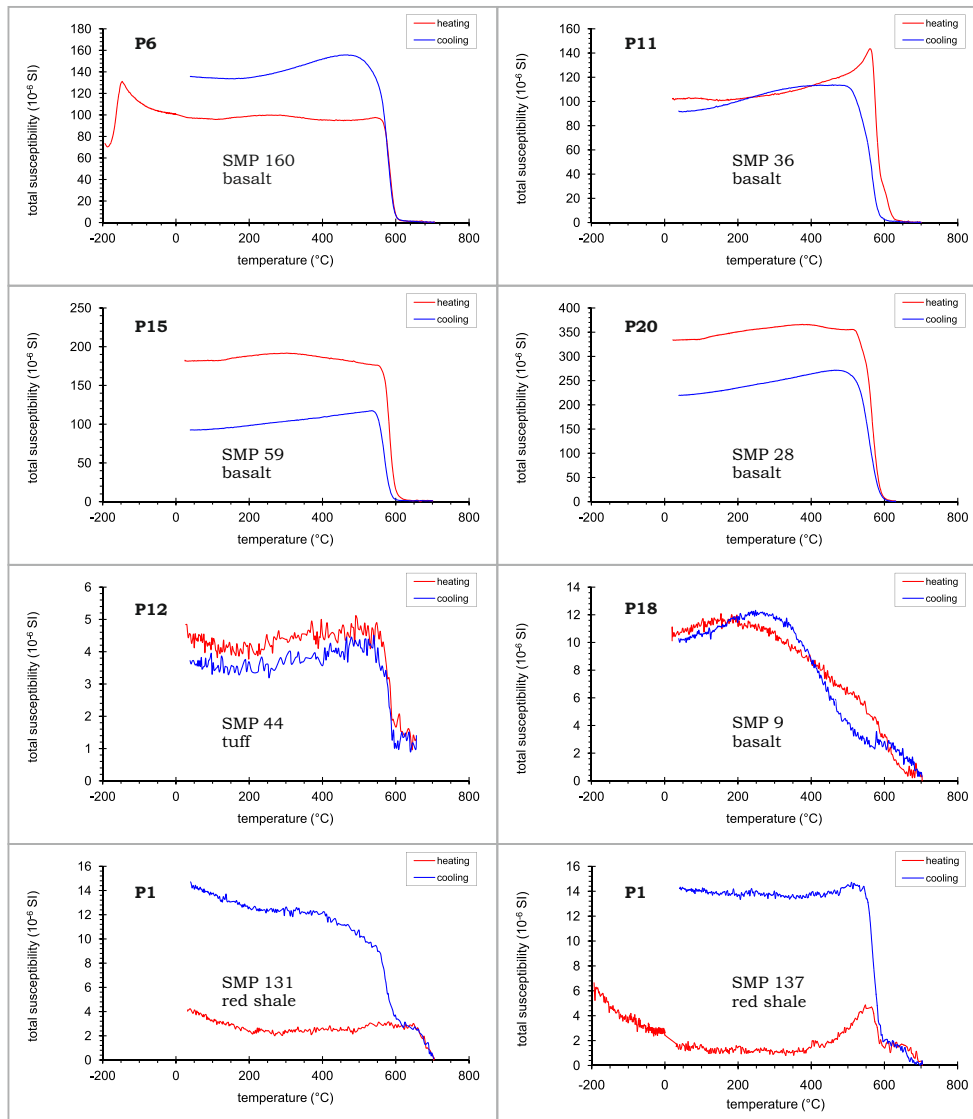 P6
heating
cooling
total susceptibility (10⁻⁶ SI)
180
160
140
120
100
80
60
40
20
0
SMP 160
basalt
-200 0 200 400 600 800
temperature (°C)
P11
heating
cooling
total susceptibility (10⁻⁶ SI)
160
140
120
100
80
60
40
20
0
SMP 36
basalt
-200 0 200 400 600 800
temperature (°C)
P15
heating
cooling
total susceptibility (10⁻⁶ SI)
250
200
150
100
50
0
SMP 59
basalt
-200 0 200 400 600 800
temperature (°C)
P20
heating
cooling
total susceptibility (10⁻⁶ SI)
400
350
300
250
200
150
100
50
0
SMP 28
basalt
-200 0 200 400 600 800
temperature (°C)
P12
heating
cooling
total susceptibility (10⁻⁶ SI)
6
5
4
3
2
1
0
SMP 44
tuff
-200 0 200 400 600 800
temperature (°C)
P18
heating
cooling
total susceptibility (10⁻⁶ SI)
14
12
10
8
6
4
2
0
SMP 9
basalt
-200 0 200 400 600 800
temperature (°C)
P1
heating
cooling
total susceptibility (10⁻⁶ SI)
16
14
12
10
8
6
4
2
0
SMP 131
red shale
-200 0 200 400 600 800
temperature (°C)
P1
heating
cooling
total susceptibility (10⁻⁶ SI)
16
14
12
10
8
6
4
2
0
SMP 137
red shale
-200 0 200 400 600 800
temperature (°C)